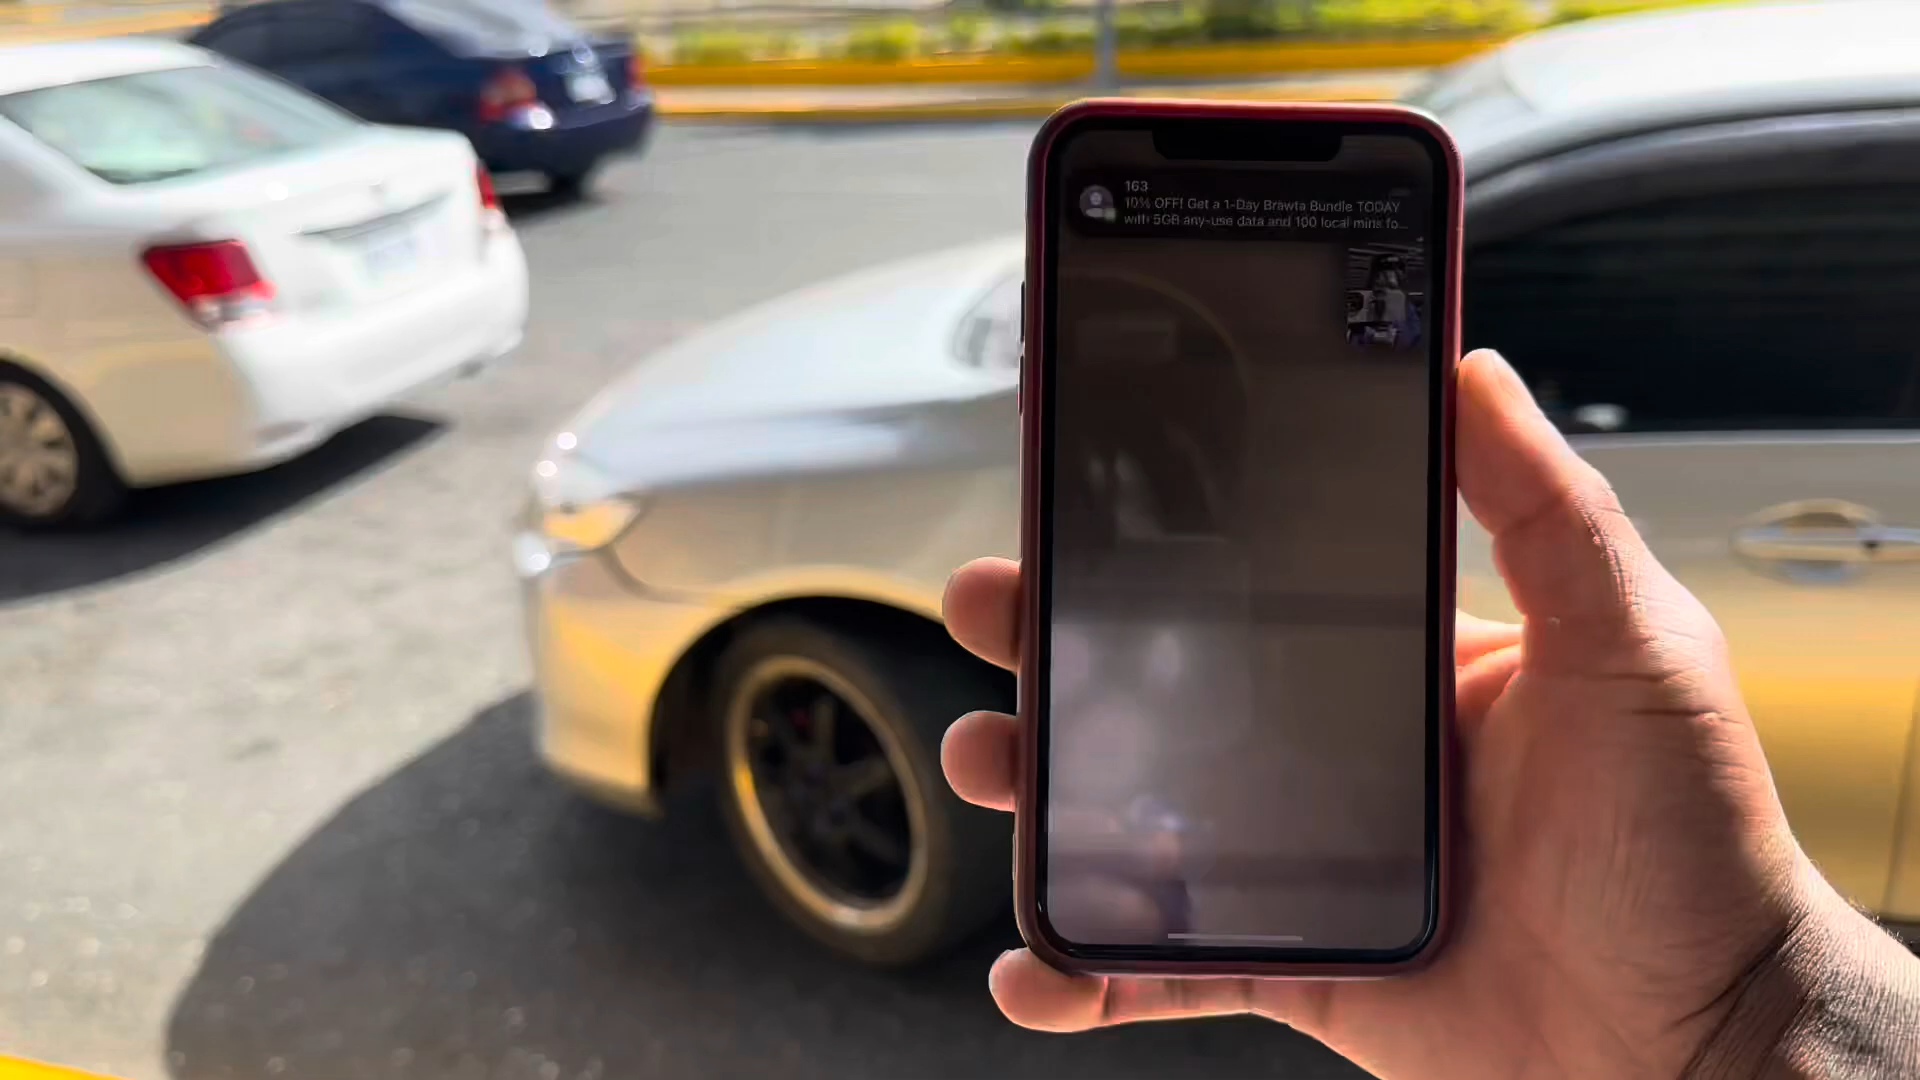 163
10% OFF! Get a 1-Day Brawta Bundle TODAY
with 5GB any-use data and 100 local mins fo...